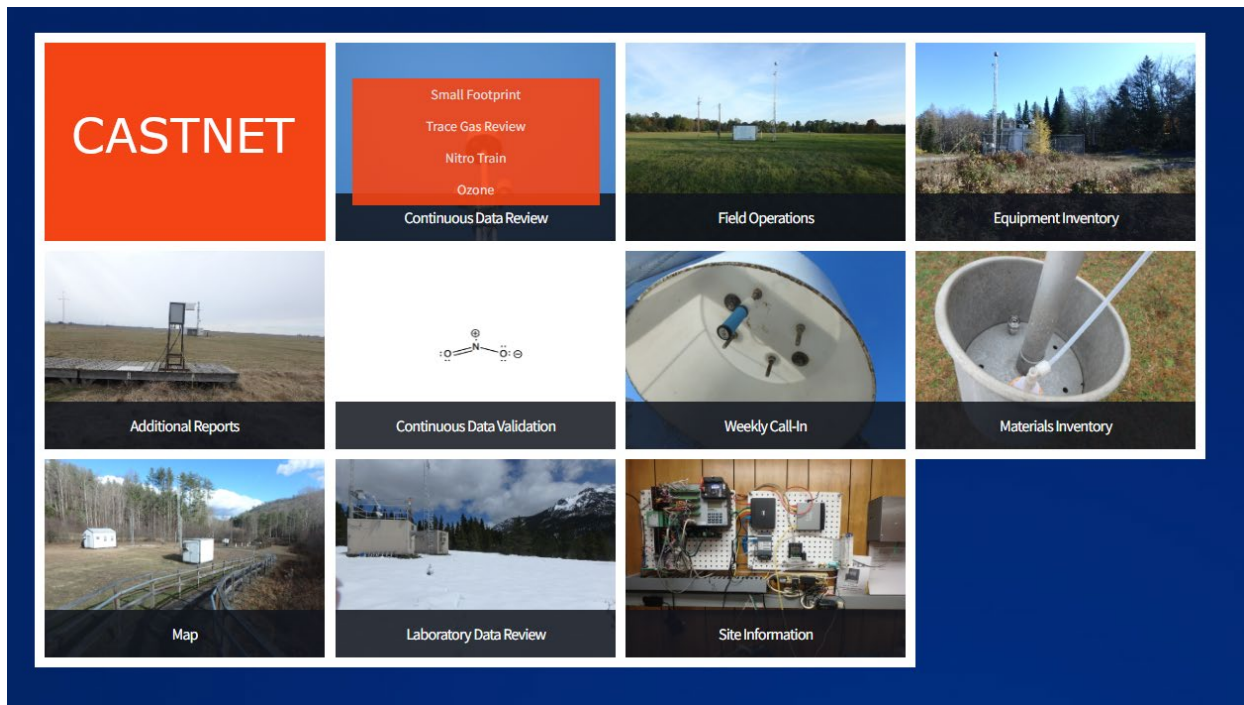 CASTNET
Small Footprint
Trace Gas Review
Nitro Train
Ozone
Continuous Data Review
Field Operations
Equipment Inventory
Additional Reports
:O N O: ⊕ ⊖
Continuous Data Validation
Weekly Call-In
Materials Inventory
Map
Laboratory Data Review
Site Information